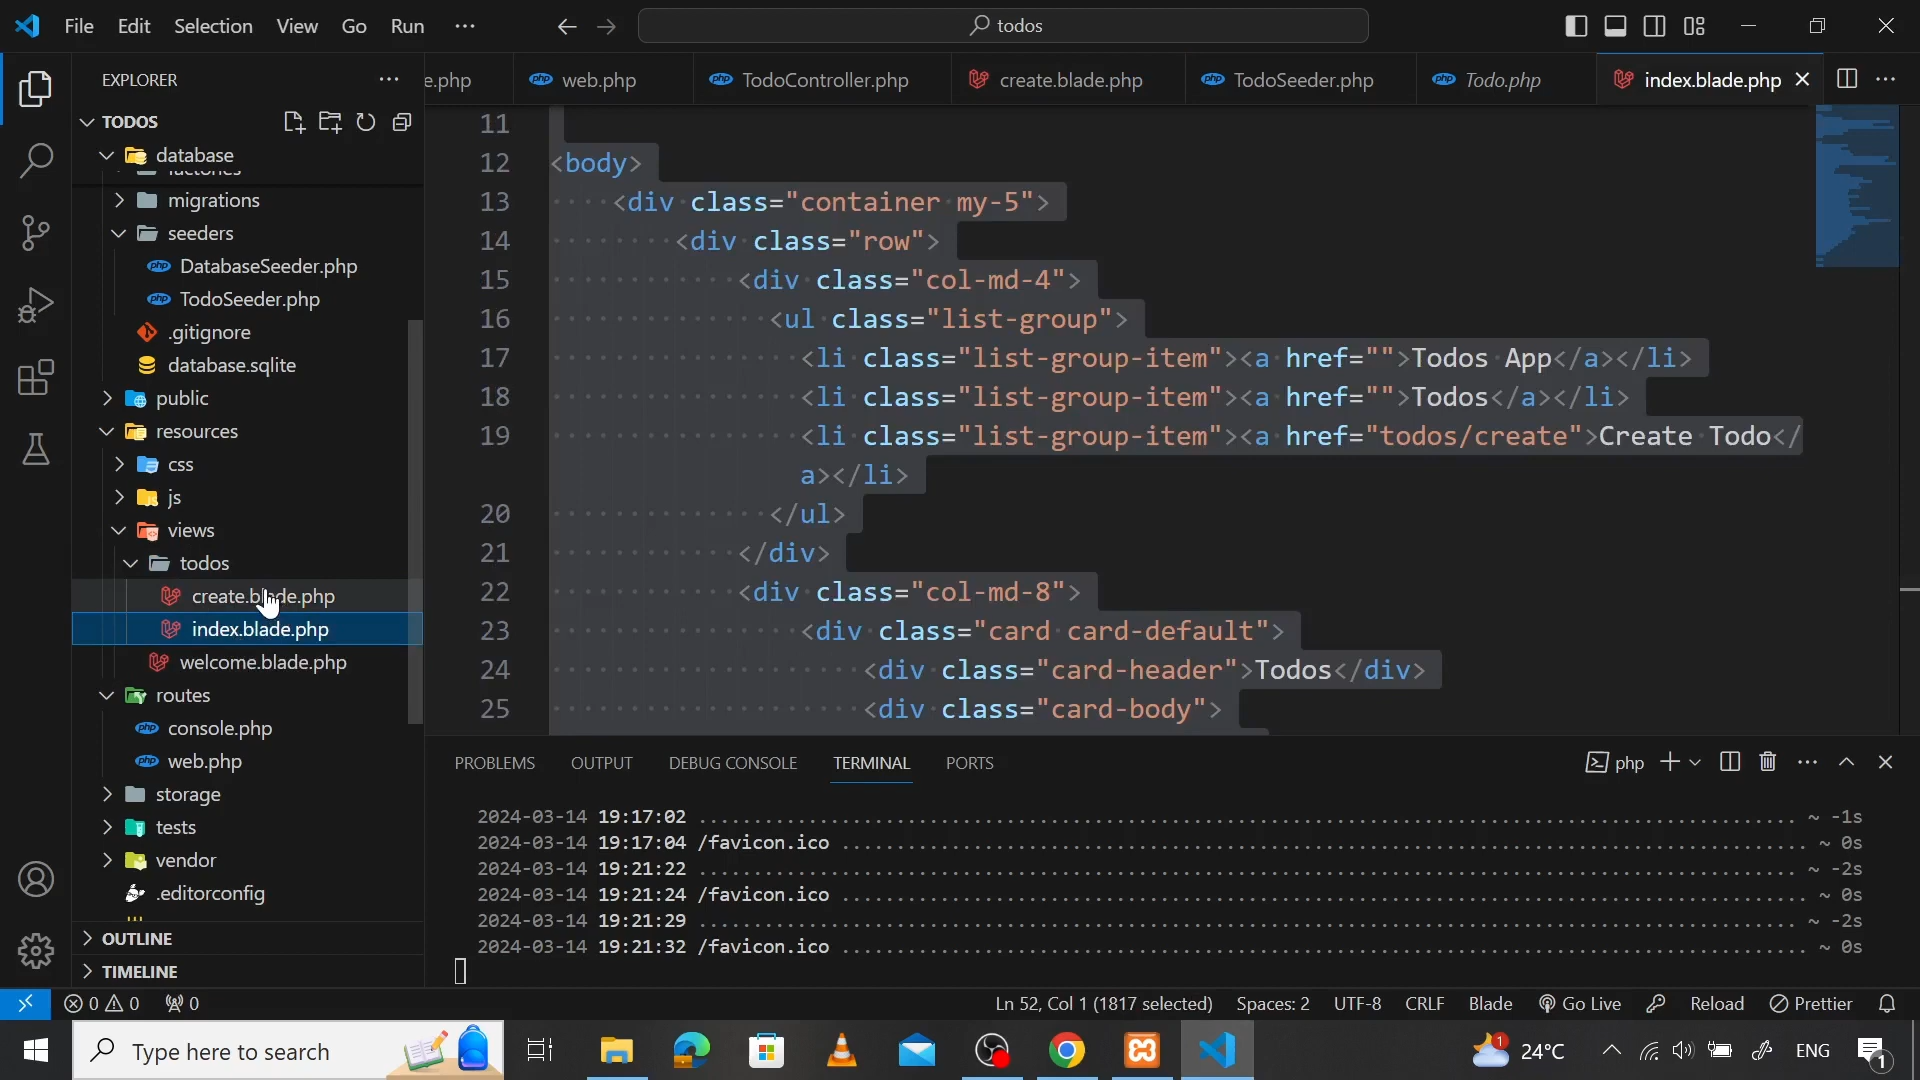 File Edit Selection View Go Run ···
todos
EXPLORER ···
TODOS
database
migrations
seeders
DatabaseSeeder.php
TodoSeeder.php
.gitignore
database.sqlite
public
resources
css
js
views
todos
create.blade.php
index.blade.php
welcome.blade.php
routes
console.php
web.php
storage
tests
vendor
.editorconfig
OUTLINE
TIMELINE
e.php web.php TodoController.php create.blade.php TodoSeeder.php Todo.php index.blade.php
11
12 <body>
13 <div class="container my-5">
14 <div class="row">
15 <div class="col-md-4">
16 <ul class="list-group">
17 <li class="list-group-item"><a href="">Todos App</a></li>
18 <li class="list-group-item"><a href="">Todos</a></li>
19 <li class="list-group-item"><a href="todos/create">Create Todo</
a></li>
20 </ul>
21 </div>
22 <div class="col-md-8">
23 <div class="card card-default">
24 <div class="card-header">Todos</div>
25 <div class="card-body">
PROBLEMS OUTPUT DEBUG CONSOLE TERMINAL PORTS php
2024-03-14 19:17:02 ........ ~ -1s
2024-03-14 19:17:04 /favicon.ico ........ ~ 0s
2024-03-14 19:21:22 ........ ~ -2s
2024-03-14 19:21:24 /favicon.ico ........ ~ 0s
2024-03-14 19:21:29 ........ ~ -2s
2024-03-14 19:21:32 /favicon.ico ........ ~ 0s
0 0 0 Ln 52, Col 1 (1817 selected) Spaces: 2 UTF-8 CRLF Blade Go Live Reload Prettier
Type here to search 1 24°C ENG 1